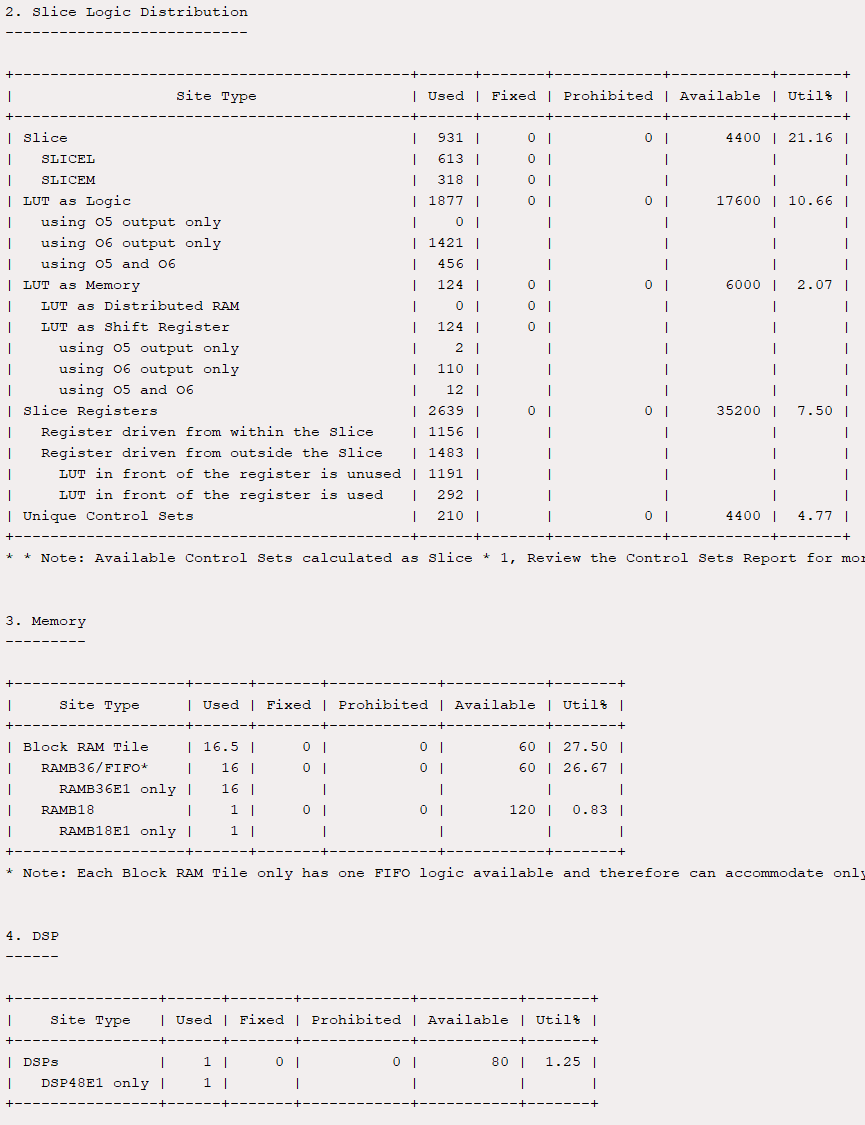 2. Slice Logic Distribution
---------------------------

+--------------------------------------------+------+-------+------------+-----------+-------+
|                  Site Type                 | Used | Fixed | Prohibited | Available | Util% |
+--------------------------------------------+------+-------+------------+-----------+-------+
| Slice                                      |  931 |     0 |          0 |      4400 | 21.16 |
|   SLICEL                                   |  613 |     0 |            |           |       |
|   SLICEM                                   |  318 |     0 |            |           |       |
| LUT as Logic                               | 1877 |     0 |          0 |     17600 | 10.66 |
|   using O5 output only                     |    0 |       |            |           |       |
|   using O6 output only                     | 1421 |       |            |           |       |
|   using O5 and O6                          |  456 |       |            |           |       |
| LUT as Memory                              |  124 |     0 |          0 |      6000 |  2.07 |
|   LUT as Distributed RAM                   |    0 |     0 |            |           |       |
|   LUT as Shift Register                    |  124 |     0 |            |           |       |
|     using O5 output only                   |    2 |       |            |           |       |
|     using O6 output only                   |  110 |       |            |           |       |
|     using O5 and O6                        |   12 |       |            |           |       |
| Slice Registers                            | 2639 |     0 |          0 |     35200 |  7.50 |
|   Register driven from within the Slice    | 1156 |       |            |           |       |
|   Register driven from outside the Slice   | 1483 |       |            |           |       |
|     LUT in front of the register is unused | 1191 |       |            |           |       |
|     LUT in front of the register is used   |  292 |       |            |           |       |
| Unique Control Sets                        |  210 |       |          0 |      4400 |  4.77 |
+--------------------------------------------+------+-------+------------+-----------+-------+
* * Note: Available Control Sets calculated as Slice * 1, Review the Control Sets Report for

3. Memory
---------

+-------------------+------+-------+------------+-----------+-------+
|     Site Type     | Used | Fixed | Prohibited | Available | Util% |
+-------------------+------+-------+------------+-----------+-------+
| Block RAM Tile    | 16.5 |     0 |          0 |        60 | 27.50 |
|   RAMB36/FIFO*    |   16 |     0 |          0 |        60 | 26.67 |
|     RAMB36E1 only |   16 |       |            |           |       |
|   RAMB18          |    1 |     0 |          0 |       120 |  0.83 |
|     RAMB18E1 only |    1 |       |            |           |       |
+-------------------+------+-------+------------+-----------+-------+
* Note: Each Block RAM Tile only has one FIFO logic available and therefore can accommodate only

4. DSP
------

+----------------+------+-------+------------+-----------+-------+
|    Site Type   | Used | Fixed | Prohibited | Available | Util% |
+----------------+------+-------+------------+-----------+-------+
| DSPs           |    1 |     0 |          0 |        80 |  1.25 |
|   DSP48E1 only |    1 |       |            |           |       |
+----------------+------+-------+------------+-----------+-------+